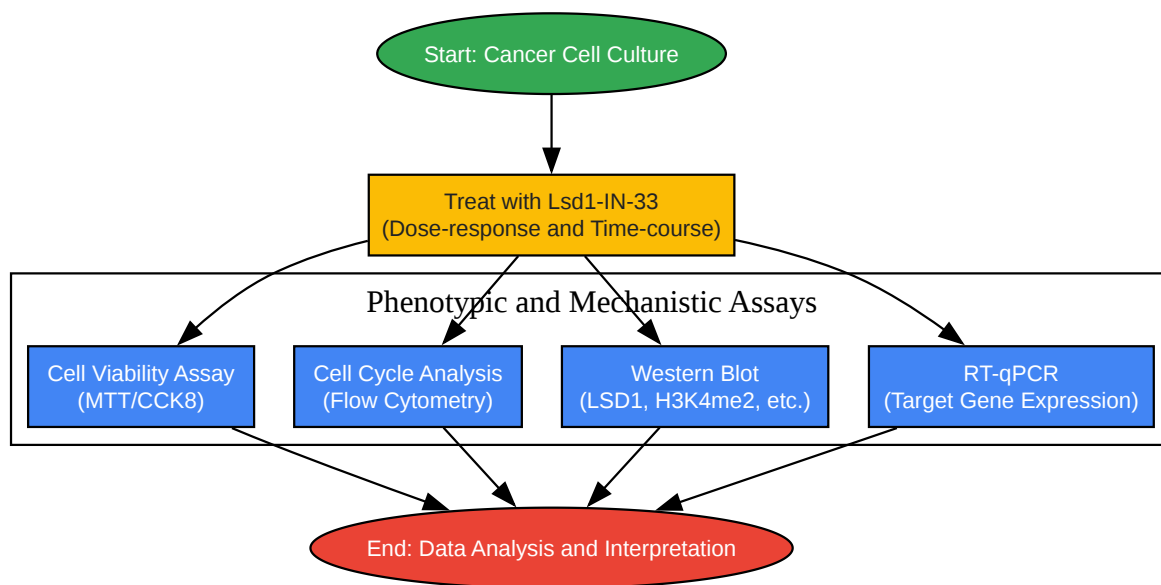 Start: Cancer Cell Culture
Treat with Lsd1-IN-33
(Dose-response and Time-course)
Phenotypic and Mechanistic Assays
Cell Viability Assay
(MTT/CCK8)
Cell Cycle Analysis
(Flow Cytometry)
Western Blot
(LSD1, H3K4me2, etc.)
RT-qPCR
(Target Gene Expression)
End: Data Analysis and Interpretation